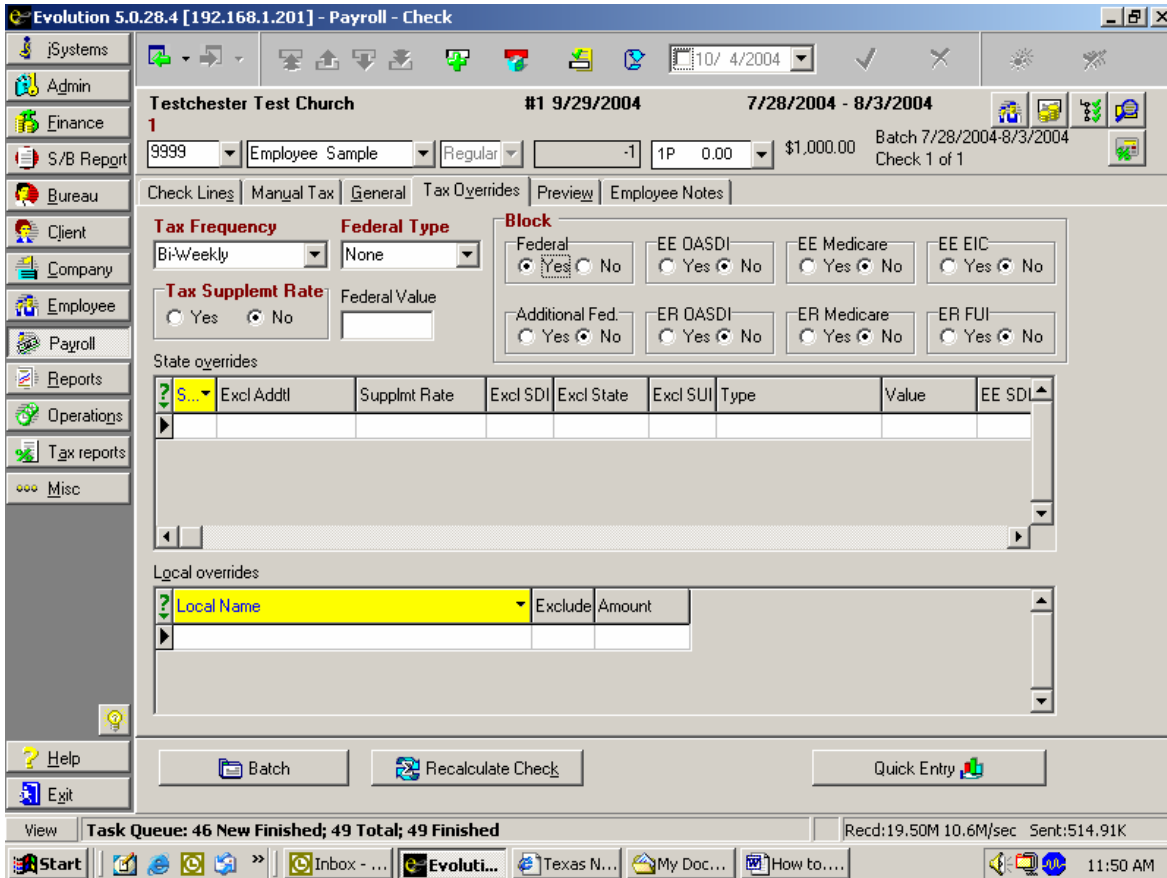 Evolution 5.0.28.4 [192.168.1.201] - Payroll - Check
iSystems
Admin
Finance
S/B Report
Bureau
Client
Company
Employee
Payroll
Reports
Operations
Tax reports
Misc
Help
Exit
10/ 4/2004
Testchester Test Church #1 9/29/2004 7/28/2004 - 8/3/2004
1
9999 Employee Sample Regular -1 1P 0.00 $1,000.00
Batch 7/28/2004-8/3/2004
Check 1 of 1
Check Lines Manual Tax General Tax Overrides Preview Employee Notes
Tax Frequency Federal Type Block
Bi-Weekly None
Federal EE OASDI EE Medicare EE EIC
Yes No Yes No Yes No Yes No
Tax Supplemt Rate Federal Value
Yes No
Additional Fed. ER OASDI ER Medicare ER FUI
Yes No Yes No Yes No Yes No
State overrides
? S... Excl Addtl Supplmt Rate Excl SDI Excl State Excl SUI Type Value EE SDI
Local overrides
? Local Name Exclude Amount
Batch Recalculate Check Quick Entry
View Task Queue: 46 New Finished; 49 Total; 49 Finished Recd:19.50M 10.6M/sec Sent:514.91K
Start » Inbox - ... Evoluti... Texas N... My Doc... How to.... 11:50 AM